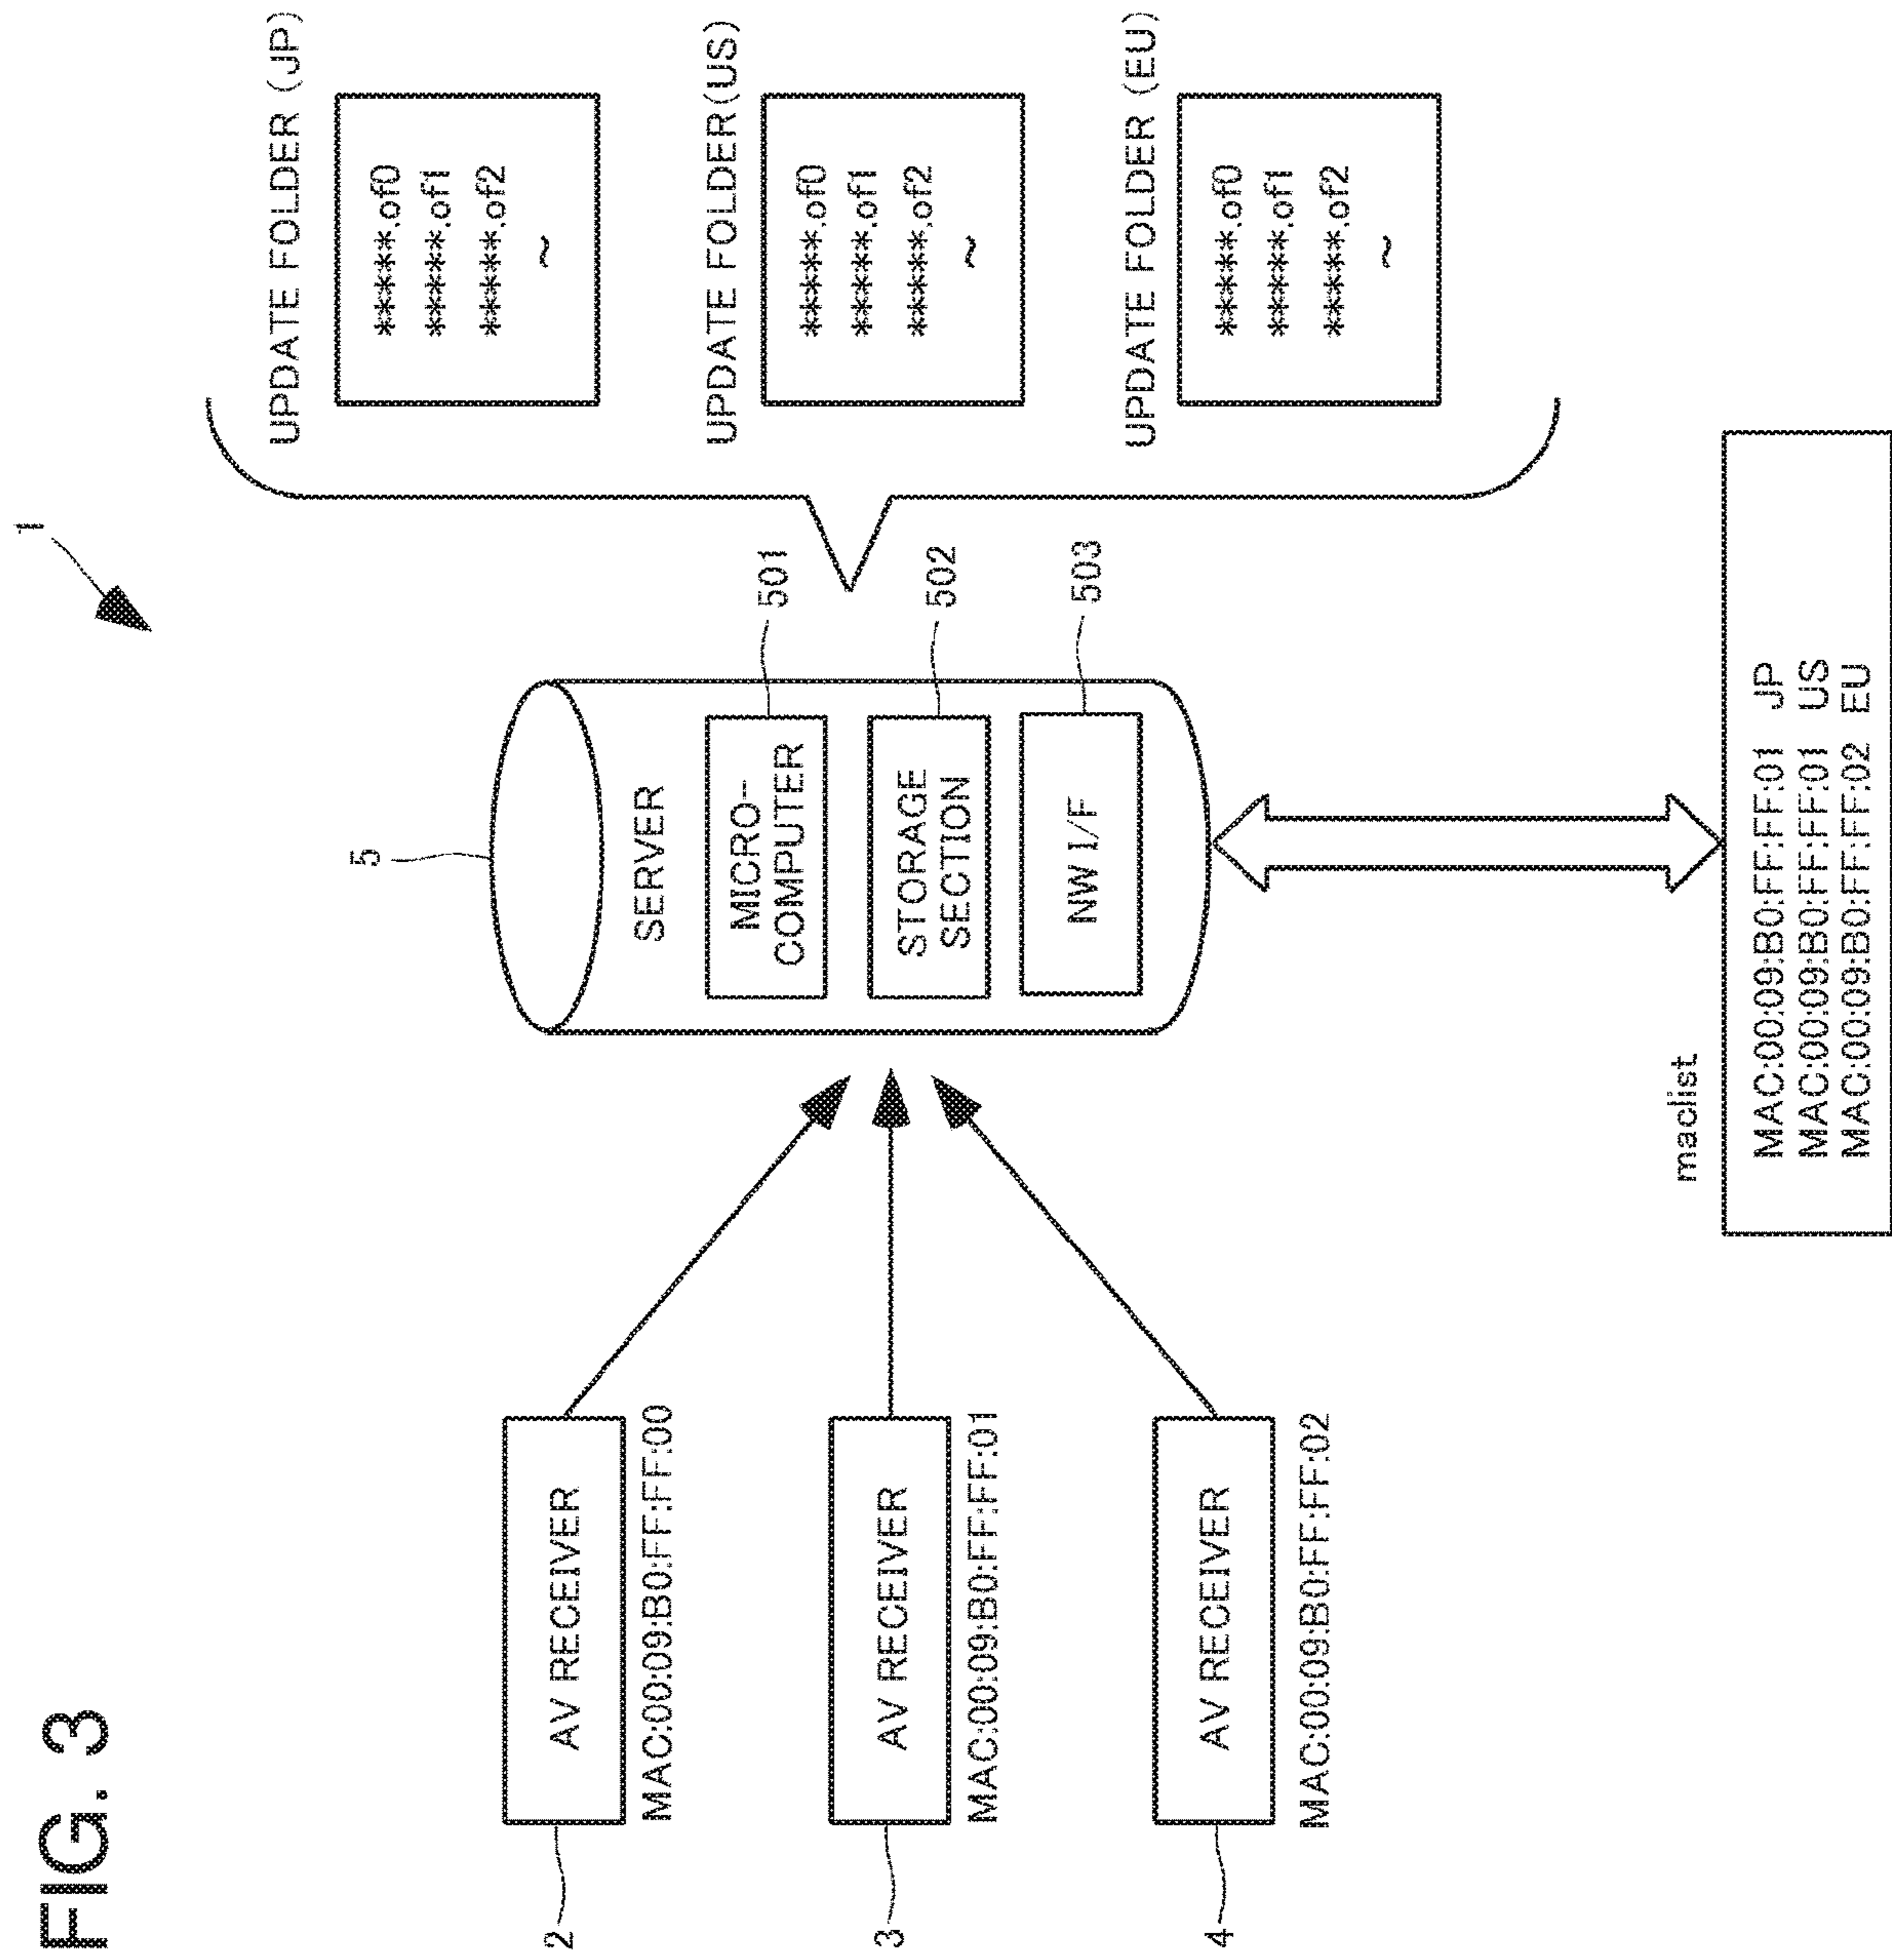 FIG. 3
1
2
AV RECEIVER
MAC:00:09:B0:FF:FF:00
3
AV RECEIVER
MAC:00:09:B0:FF:FF:01
4
AV RECEIVER
MAC:00:09:B0:FF:FF:02
5
SERVER
MICRO-
COMPUTER
501
STORAGE
SECTION
502
NW I/F
503
UPDATE FOLDER (JP)
*****.of0
*****.of1
*****.of2
~
UPDATE FOLDER(US)
*****.of0
*****.of1
*****.of2
~
UPDATE FOLDER (EU)
*****.of0
*****.of1
*****.of2
~
maclist
MAC:00:09:B0:FF:FF:01 JP
MAC:00:09:B0:FF:FF:01 US
MAC:00:09:B0:FF:FF:02 EU